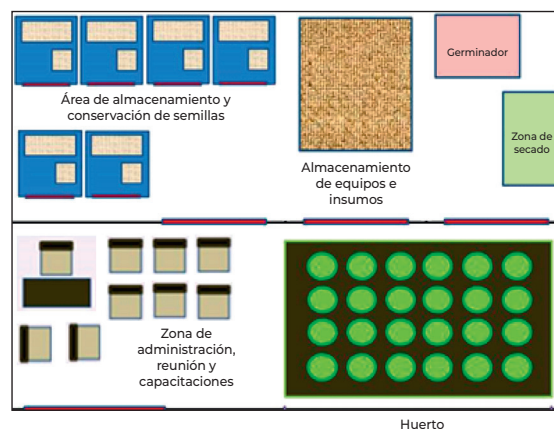 Germinador
Área de almacenamiento y
conservación de semillas
Zona de
secado
Almacenamiento
de equipos e
insumos
Zona de
administración,
reunión y
capacitaciones
Huerto